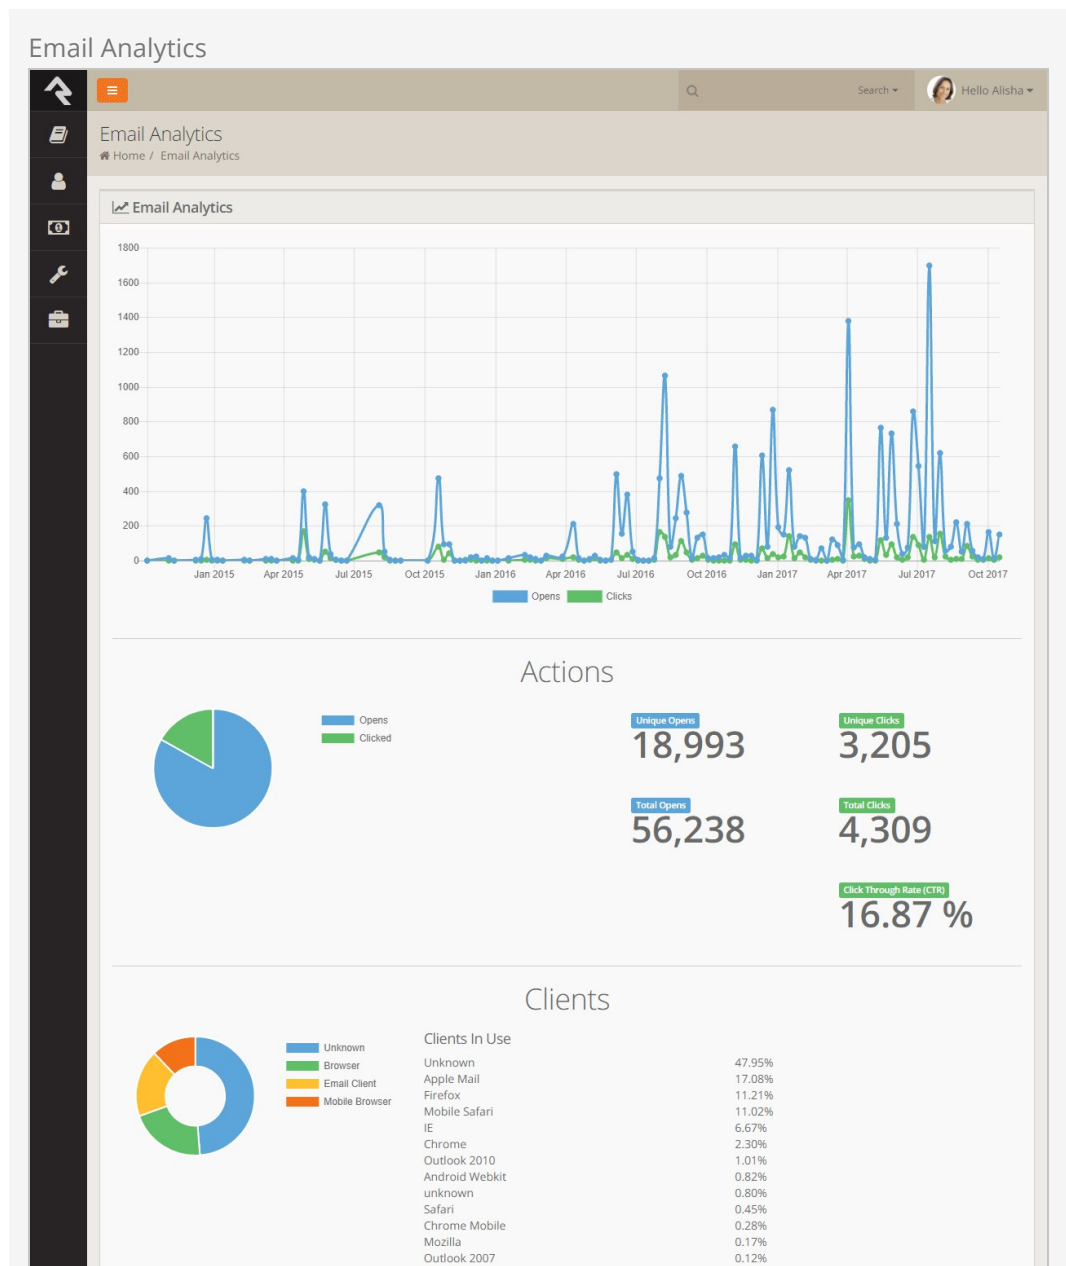 Email Analytics
Search
Hello Alisha
Email Analytics
Home / Email Analytics
Email Analytics
1800
1600
1400
1200
1000
800
600
400
200
0
Jan 2015 Apr 2015 Jul 2015 Oct 2015 Jan 2016 Apr 2016 Jul 2016 Oct 2016 Jan 2017 Apr 2017 Jul 2017 Oct 2017
Opens Clicks
Actions
Opens
Clicked
Unique Opens Unique Clicks
18,993 3,205
Total Opens Total Clicks
56,238 4,309
Click Through Rate (CTR)
16.87 %
Clients
Unknown
Browser
Email Client
Mobile Browser
Clients In Use
Unknown 47.95%
Apple Mail 17.08%
Firefox 11.21%
Mobile Safari 11.02%
IE 6.67%
Chrome 2.30%
Outlook 2010 1.01%
Android Webkit 0.82%
unknown 0.80%
Safari 0.45%
Chrome Mobile 0.28%
Mozilla 0.17%
Outlook 2007 0.12%